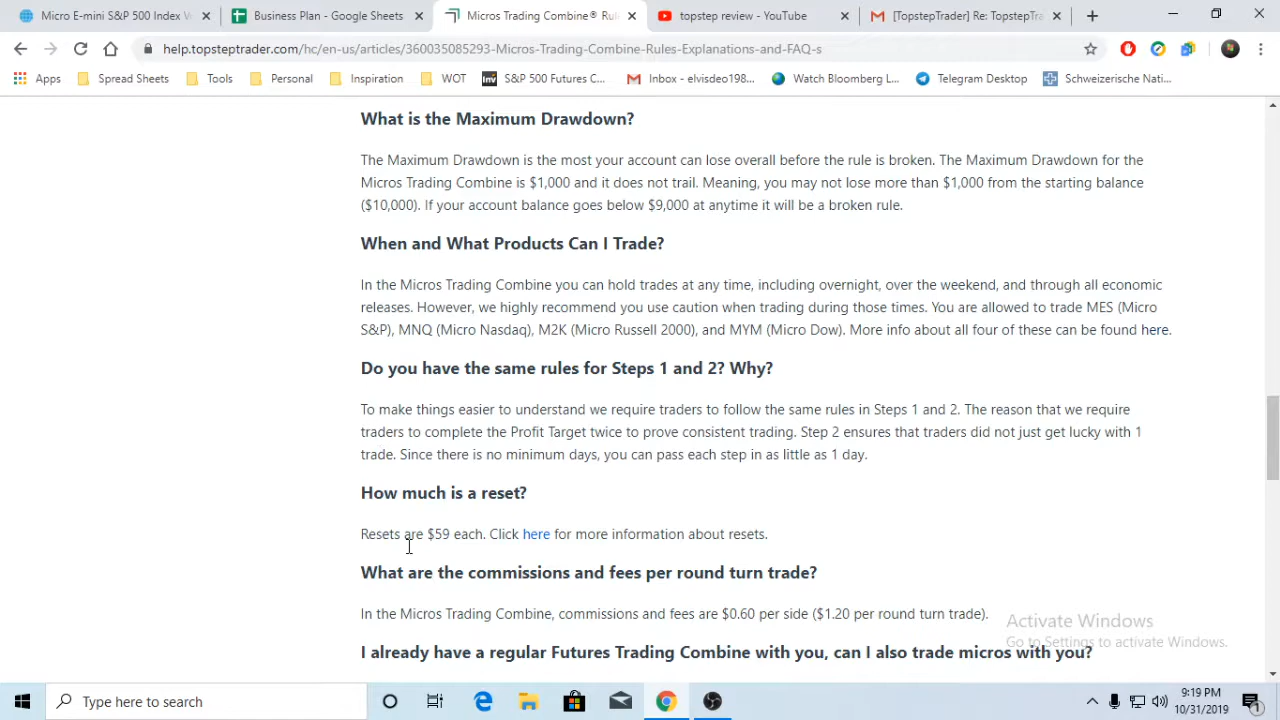 Micro E-mini S&P 500 Index V
Business Plan - Google Sheets
Micros Trading Combine® Rul
topstep review - YouTube
[TopstepTrader] Re: TopstepTra
help.topsteptrader.com/hc/en-us/articles/360035085293-Micros-Trading-Combine-Rules-Explanations-and-FAQ-s
Apps Spread Sheets Tools Personal Inspiration WOT S&P 500 Futures C... Inbox - elvisdec198... Watch Bloomberg L... Telegram Desktop Schweizerische Nati...
What is the Maximum Drawdown?
The Maximum Drawdown is the most your account can lose overall before the rule is broken. The Maximum Drawdown for the
Micros Trading Combine is $1,000 and it does not trail. Meaning, you may not lose more than $1,000 from the starting balance
($10,000). If your account balance goes below $9,000 at anytime it will be a broken rule.
When and What Products Can I Trade?
In the Micros Trading Combine you can hold trades at any time, including overnight, over the weekend, and through all economic
releases. However, we highly recommend you use caution when trading during those times. You are allowed to trade MES (Micro
S&P), MNQ (Micro Nasdaq), M2K (Micro Russell 2000), and MYM (Micro Dow). More info about all four of these can be found here.
Do you have the same rules for Steps 1 and 2? Why?
To make things easier to understand we require traders to follow the same rules in Steps 1 and 2. The reason that we require
traders to complete the Profit Target twice to prove consistent trading. Step 2 ensures that traders did not just get lucky with 1
trade. Since there is no minimum days, you can pass each step in as little as 1 day.
How much is a reset?
Resets are $59 each. Click here for more information about resets.
What are the commissions and fees per round turn trade?
In the Micros Trading Combine, commissions and fees are $0.60 per side ($1.20 per round turn trade).
Activate Windows
Go to Settings to activate Windows.
I already have a regular Futures Trading Combine with you, can I also trade micros with you?
Type here to search
9:19 PM
10/31/2019